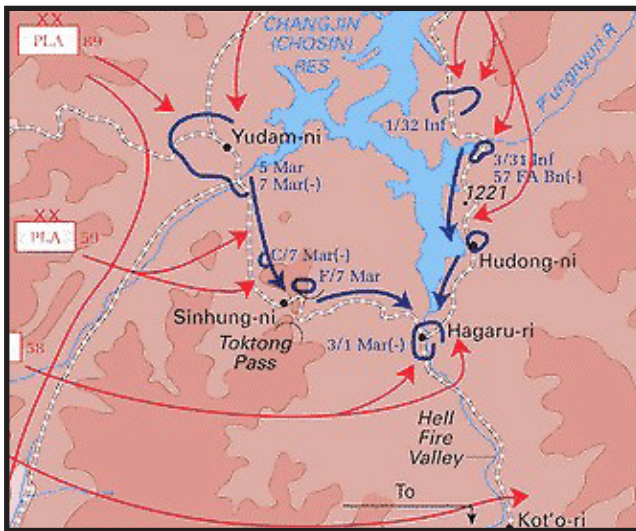 XX
PLA 89
CHANGJIN
(CHOSIN)
RES
Punghyuri R
1/32 Inf
Yudam-ni
5 Mar
7 Mar(-)
3/31 Inf
57 FA Bn(-)
1221
XX
PLA 59
C/7 Mar(-)
F/7 Mar
Hudong-ni
Sinhung-ni
Toktong
Pass
3/1 Mar(-)
Hagaru-ri
58
Hell
Fire
Valley
To
Kot'o-ri